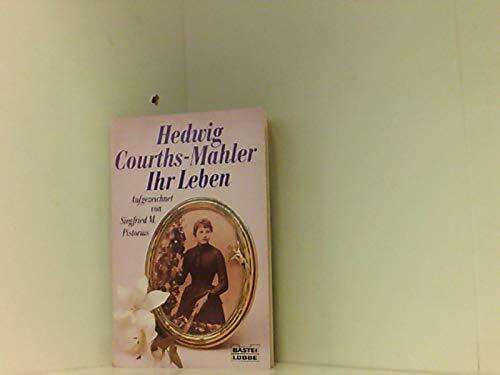 Hedwig
Courths-Mahler
Ihr Leben
Aufgezeichnet
von
Siegfried M.
Pistorius
BASTEI
LÜBBE